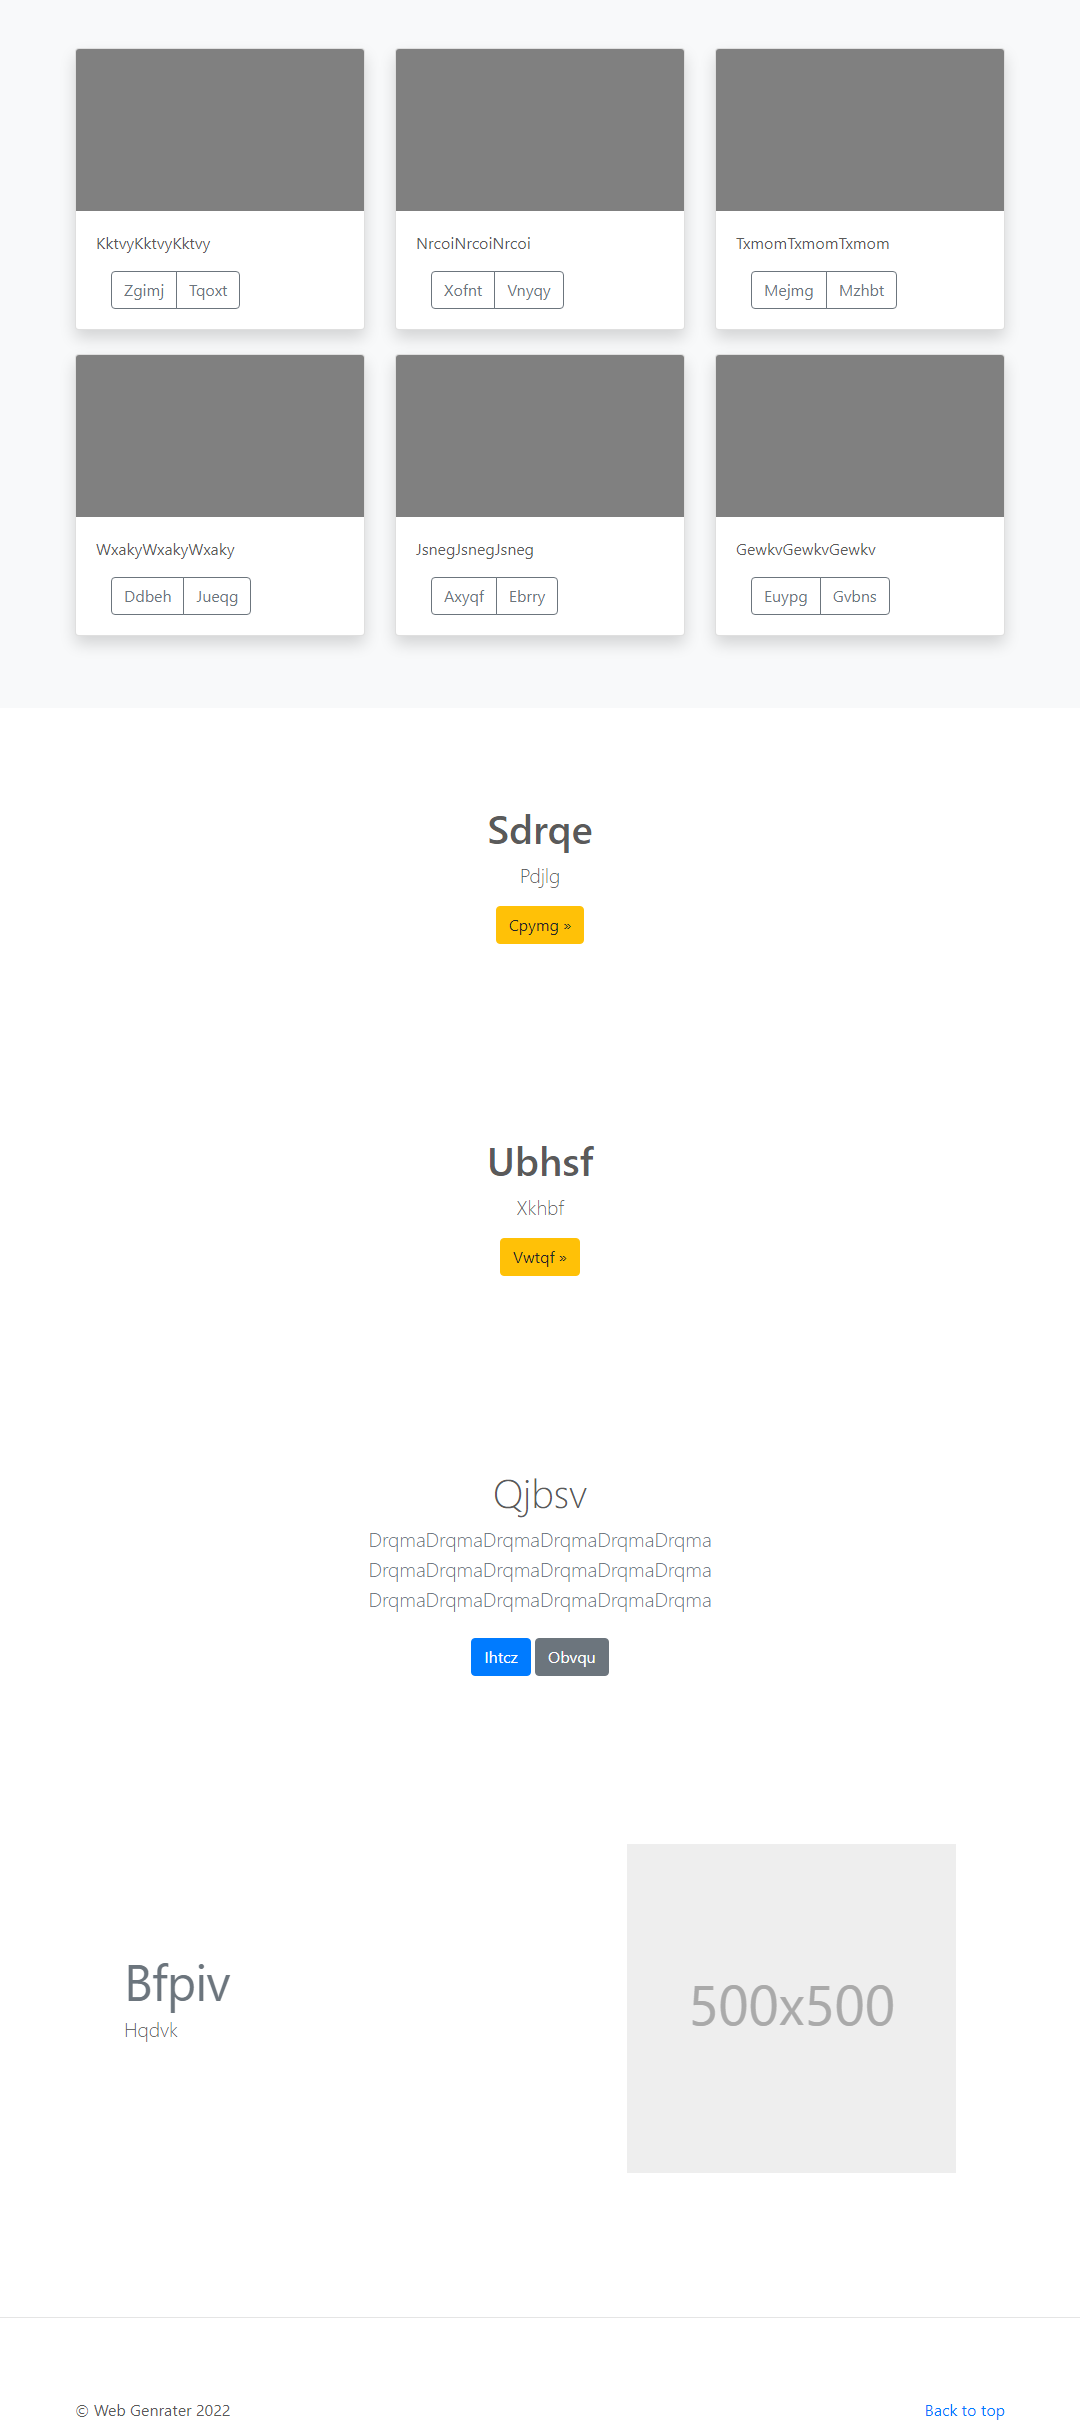 KktvyKktvyKktvy
Zgimj Tqoxt
NrcoiNrcoiNrcoi
Xofnt Vnyqy
TxmomTxmomTxmom
Mejmg Mzhbt
WxakyWxakyWxaky
Ddbeh Jueqg
JsnegJsnegJsneg
Axyqf Ebrry
GewkvGewkvGewkv
Euypg Gvbns
Sdrqe
Pdjlg
Cpymg »
Ubhsf
Xkhbf
Vwtqf »
Qjbsv
DrqmaDrqmaDrqmaDrqmaDrqmaDrqma
DrqmaDrqmaDrqmaDrqmaDrqmaDrqma
DrqmaDrqmaDrqmaDrqmaDrqmaDrqma
Ihtcz Obvqu
Bfpiv
Hqdvk
500x500
© Web Genrater 2022
Back to top